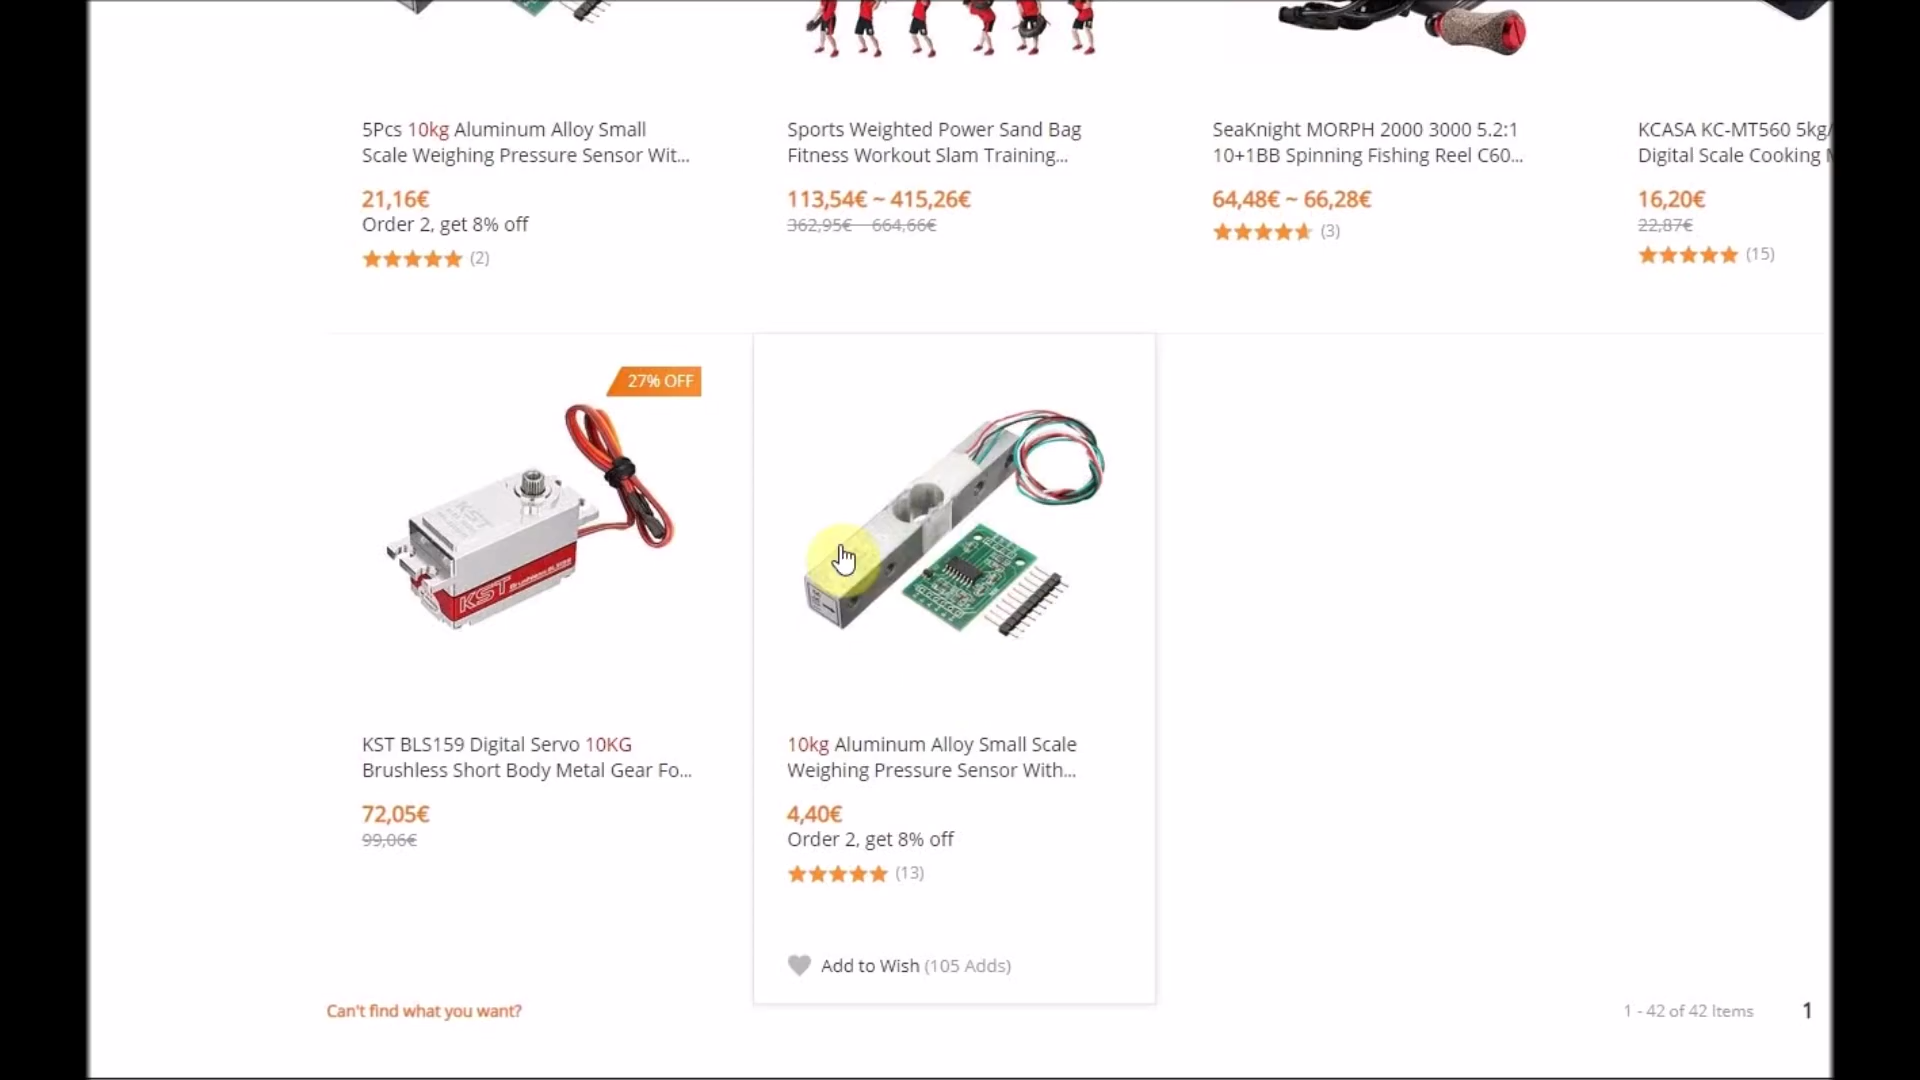 5Pcs 10kg Aluminum Alloy Small
Scale Weighing Pressure Sensor Wit...
21,16€
Order 2, get 8% off
(2)
Sports Weighted Power Sand Bag
Fitness Workout Slam Training...
113,54€ ~ 415,26€
362,95€ 664,66€
SeaKnight MORPH 2000 3000 5.2:1
10+1BB Spinning Fishing Reel C60...
64,48€ ~ 66,28€
(3)
KCASA KC-MT560 5kg/
Digital Scale Cooking
16,20€
22,87€
(15)
27% OFF
KST
KST
KST BLS159 Digital Servo 10KG
Brushless Short Body Metal Gear Fo...
72,05€
99,06€
10kg Aluminum Alloy Small Scale
Weighing Pressure Sensor With...
4,40€
Order 2, get 8% off
(13)
Add to Wish (105 Adds)
Can't find what you want?
1 - 42 of 42 Items
1